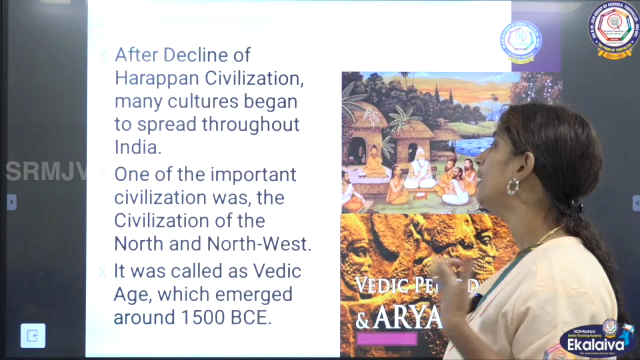 After Decline of
Harappan Civilization,
many cultures began
to spread throughout
India.
One of the important
civilization was, the
Civilization of the
North and North-West.
It was called as Vedic
Age, which emerged
around 1500 BCE.
SRMJV
VEDIC PERIOD
& ARYA
Ekalaiva